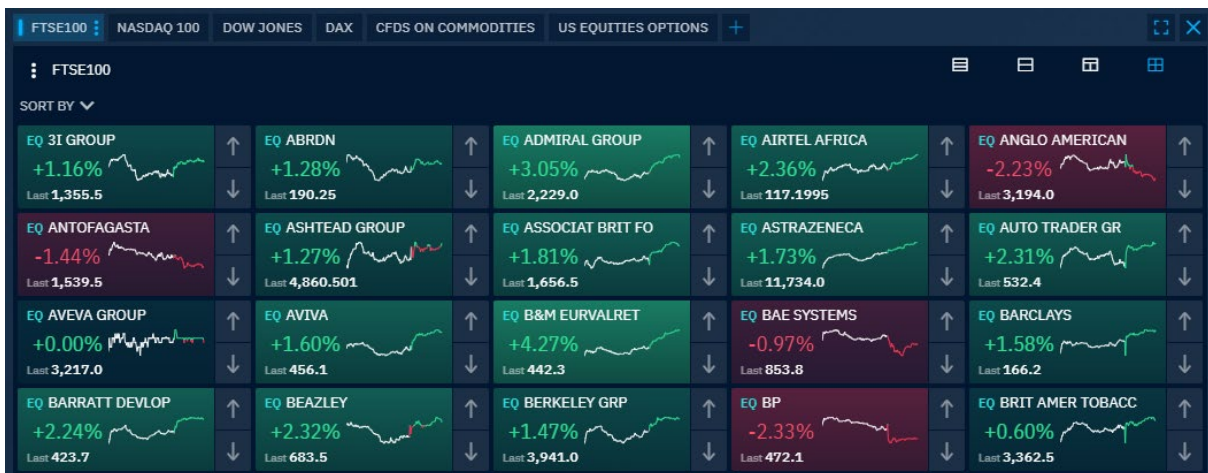 FTSE100 NASDAQ 100 DOW JONES DAX CFDS ON COMMODITIES US EQUITIES OPTIONS
FTSE100
SORT BY
EQ 3I GROUP
+1.16%
Last 1,355.5
EQ ABRDN
+1.28%
Last 190.25
EQ ADMIRAL GROUP
+3.05%
Last 2,229.0
EQ AIRTEL AFRICA
+2.36%
Last 117.1995
EQ ANGLO AMERICAN
-2.23%
Last 3,194.0
EQ ANTOFAGASTA
-1.44%
Last 1,539.5
EQ ASHTEAD GROUP
+1.27%
Last 4,860.501
EQ ASSOCIAT BRIT FO
+1.81%
Last 1,656.5
EQ ASTRAZENECA
+1.73%
Last 11,734.0
EQ AUTO TRADER GR
+2.31%
Last 532.4
EQ AVEVA GROUP
+0.00%
Last 3,217.0
EQ AVIVA
+1.60%
Last 456.1
EQ B&M EURVALRET
+4.27%
Last 442.3
EQ BAE SYSTEMS
-0.97%
Last 853.8
EQ BARCLAYS
+1.58%
Last 166.2
EQ BARRATT DEVLOP
+2.24%
Last 423.7
EQ BEAZLEY
+2.32%
Last 683.5
EQ BERKELEY GRP
+1.47%
Last 3,941.0
EQ BP
-2.33%
Last 472.1
EQ BRIT AMER TOBACC
+0.60%
Last 3,362.5